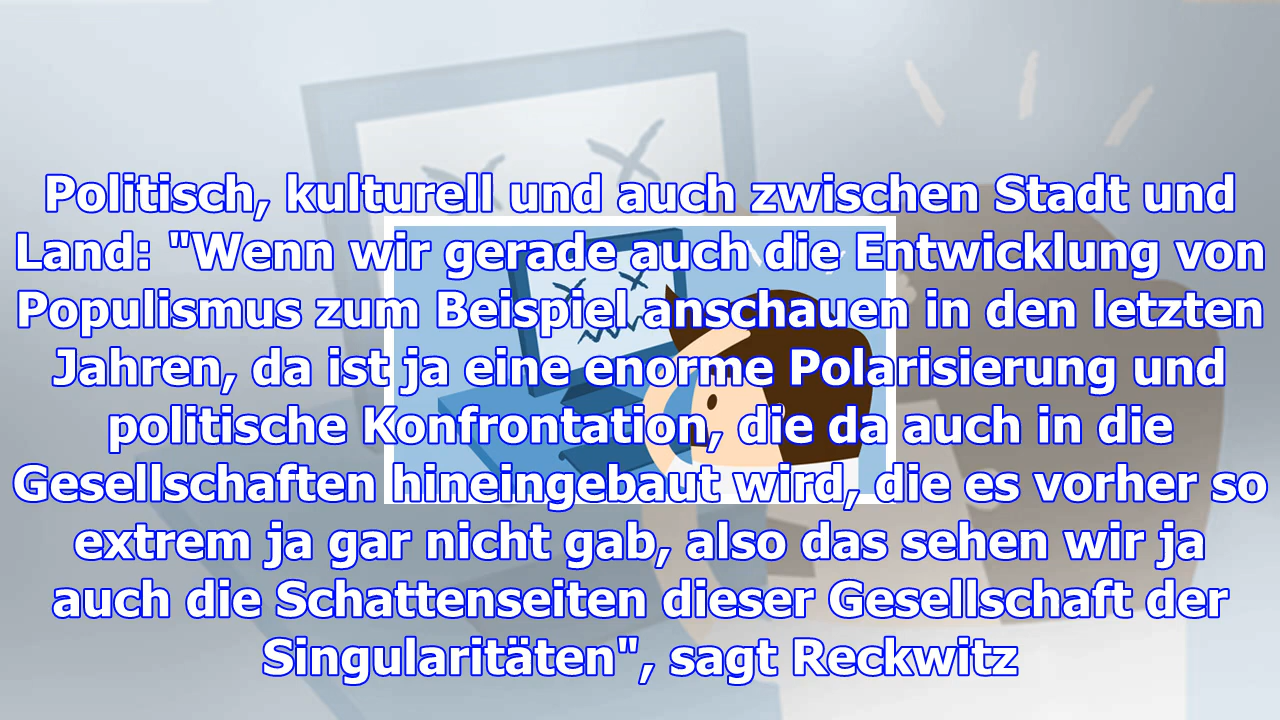 Politisch, kulturell und auch zwischen Stadt und
Land: "Wenn wir gerade auch die Entwicklung von
Populismus zum Beispiel anschauen in den letzten
Jahren, da ist ja eine enorme Polarisierung und
politische Konfrontation, die da auch in die
Gesellschaften hineingebaut wird, die es vorher so
extrem ja gar nicht gab, also das sehen wir ja
auch die Schattenseiten dieser Gesellschaft der
Singularitäten", sagt Reckwitz